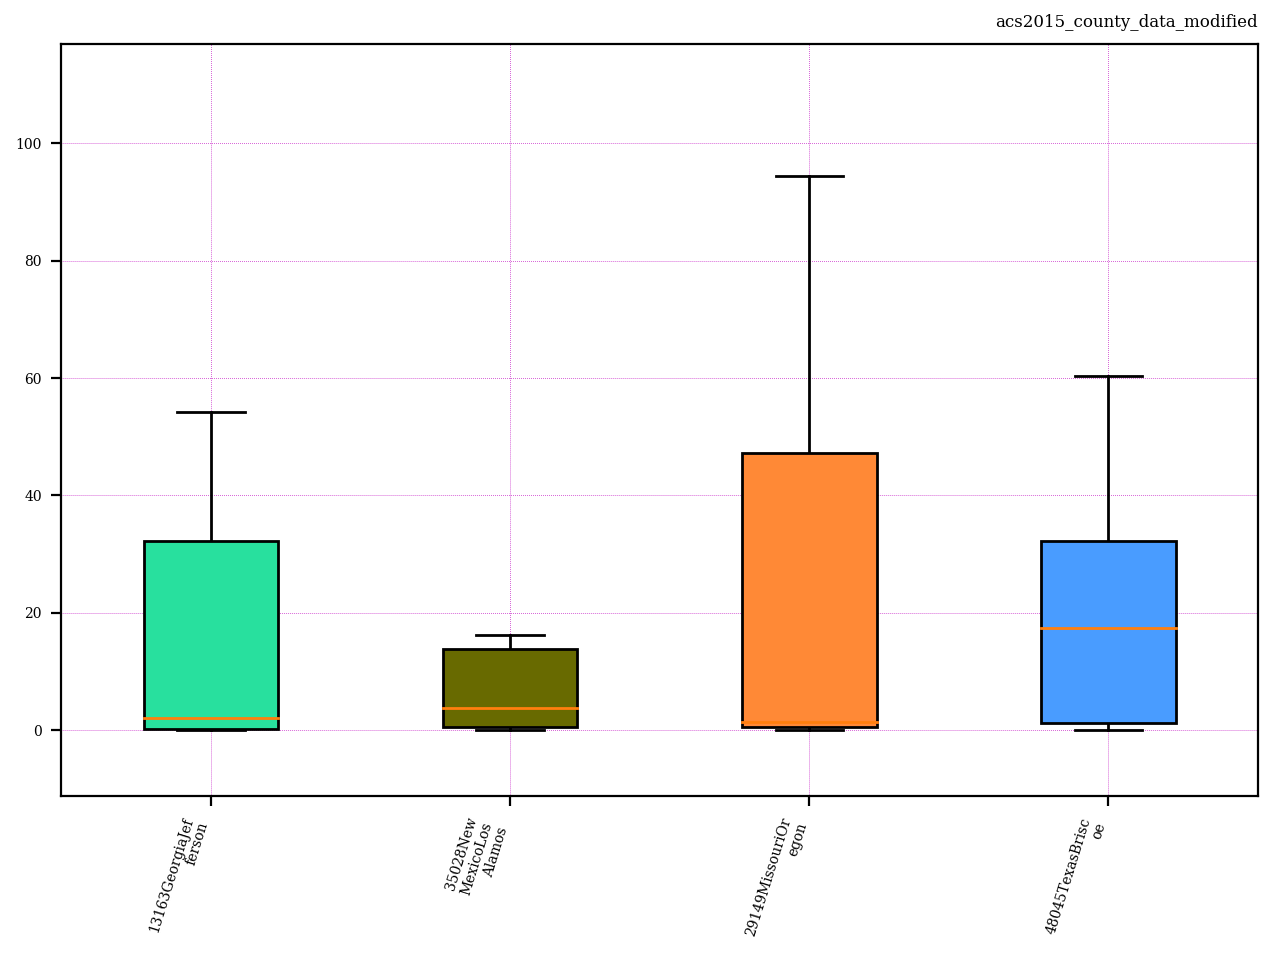 acs2015_county_data_modified
100
80
60
40
20
0
13163GeorgiaJef
ferson
35028New
MexicoLos
Alamos
29149MissouriOr
egon
48045TexasBrisc
oe